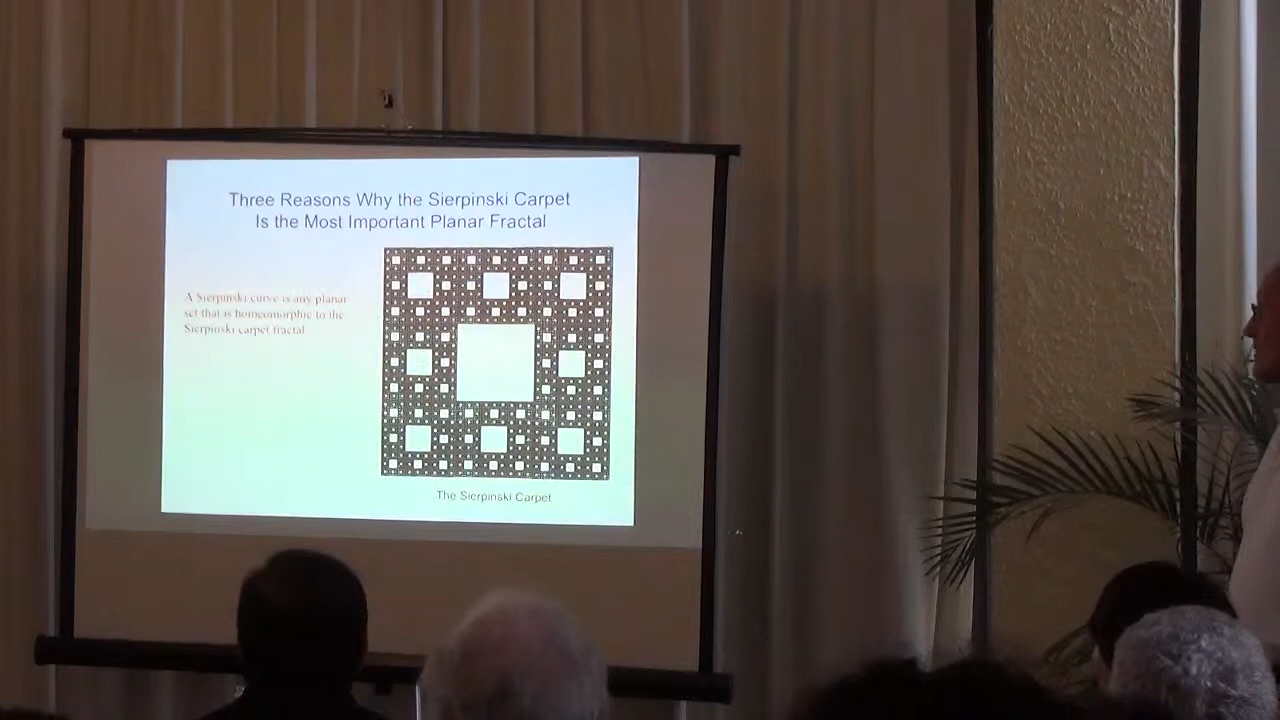 Three Reasons Why the Sierpinski Carpet
Is the Most Important Planar Fractal
A Sierpinski curve is any planar
set that is homeomorphic to the
Sierpinski carpet fractal
The Sierpinski Carpet